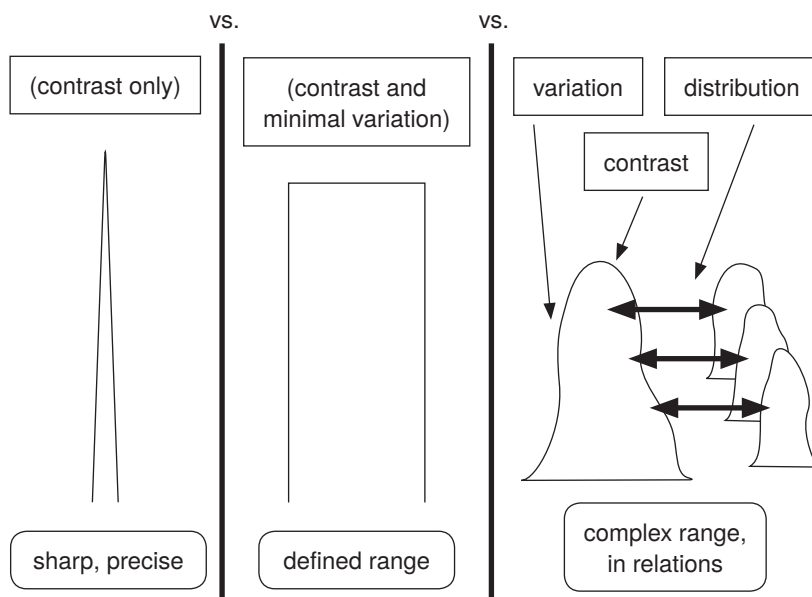 vs.
vs.
(contrast only)
(contrast and
minimal variation)
variation
distribution
contrast
sharp, precise
defined range
complex range,
in relations